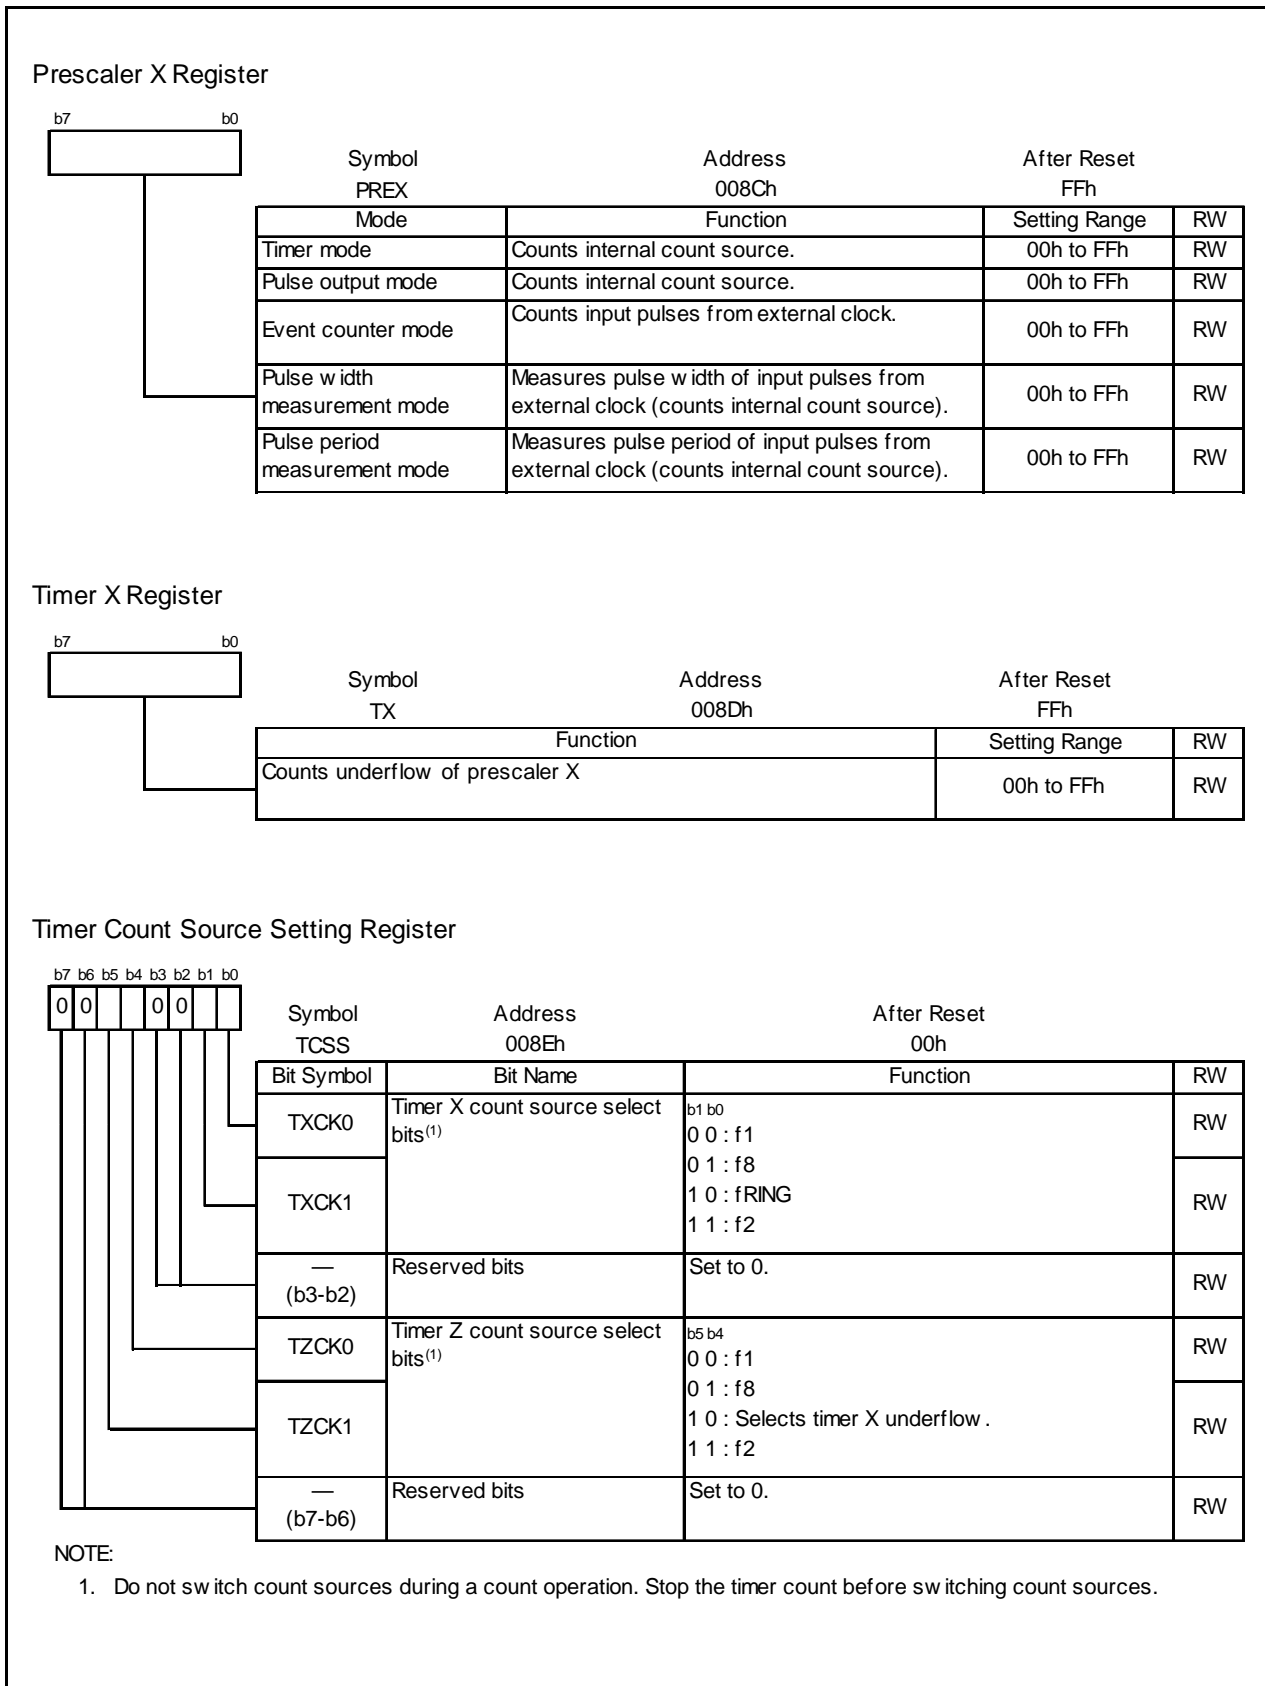 Prescaler X Register
b7 b0
Symbol Address After Reset
PREX 008Ch FFh
Mode Function Setting Range RW
Timer mode Counts internal count source. 00h to FFh RW
Pulse output mode Counts internal count source. 00h to FFh RW
Event counter mode Counts input pulses from external clock. 00h to FFh RW
Pulse width Measures pulse width of input pulses from
measurement mode external clock (counts internal count source). 00h to FFh RW
Pulse period Measures pulse period of input pulses from
measurement mode external clock (counts internal count source). 00h to FFh RW
Timer X Register
b7 b0
Symbol Address After Reset
TX 008Dh FFh
Function Setting Range RW
Counts underflow of prescaler X 00h to FFh RW
Timer Count Source Setting Register
b7 b6 b5 b4 b3 b2 b1 b0
0 0 0 0
Symbol Address After Reset
TCSS 008Eh 00h
Bit Symbol Bit Name Function RW
TXCK0 Timer X count source select bits(1) b1 b0 RW
0 0 : f1
0 1 : f8
TXCK1 1 0 : fRING RW
1 1 : f2
— Reserved bits Set to 0. RW
(b3-b2)
TZCK0 Timer Z count source select bits(1) b5 b4 RW
0 0 : f1
0 1 : f8
TZCK1 1 0 : Selects timer X underflow. RW
1 1 : f2
— Reserved bits Set to 0. RW
(b7-b6)
NOTE:
1. Do not switch count sources during a count operation. Stop the timer count before switching count sources.